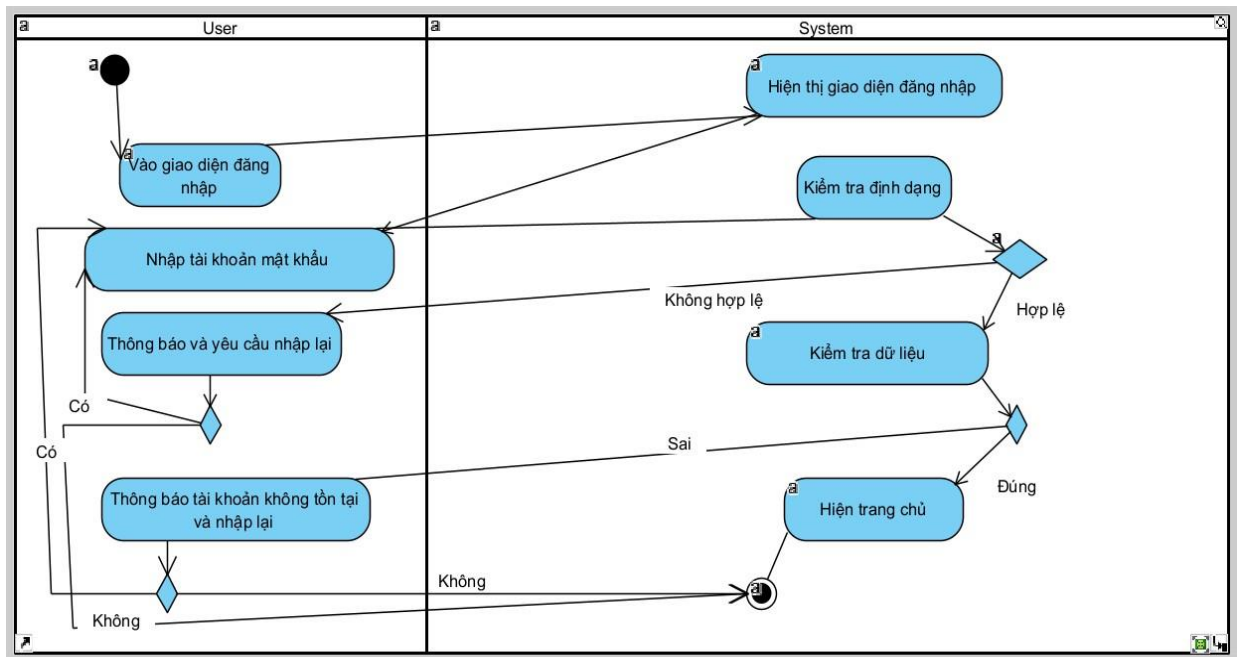 a
User
a
System
a
a
Hiện thị giao diện đăng nhập
a
Vào giao diện đăng
nhập
Kiểm tra định dạng
a
Nhập tài khoản mật khẩu
Không hợp lệ
Hợp lệ
Thông báo và yêu cầu nhập lại
a
Kiểm tra dữ liệu
Có
Có
Sai
Thông báo tài khoản không tồn tại
và nhập lại
a
Hiện trang chủ
Đúng
Không
a
Không